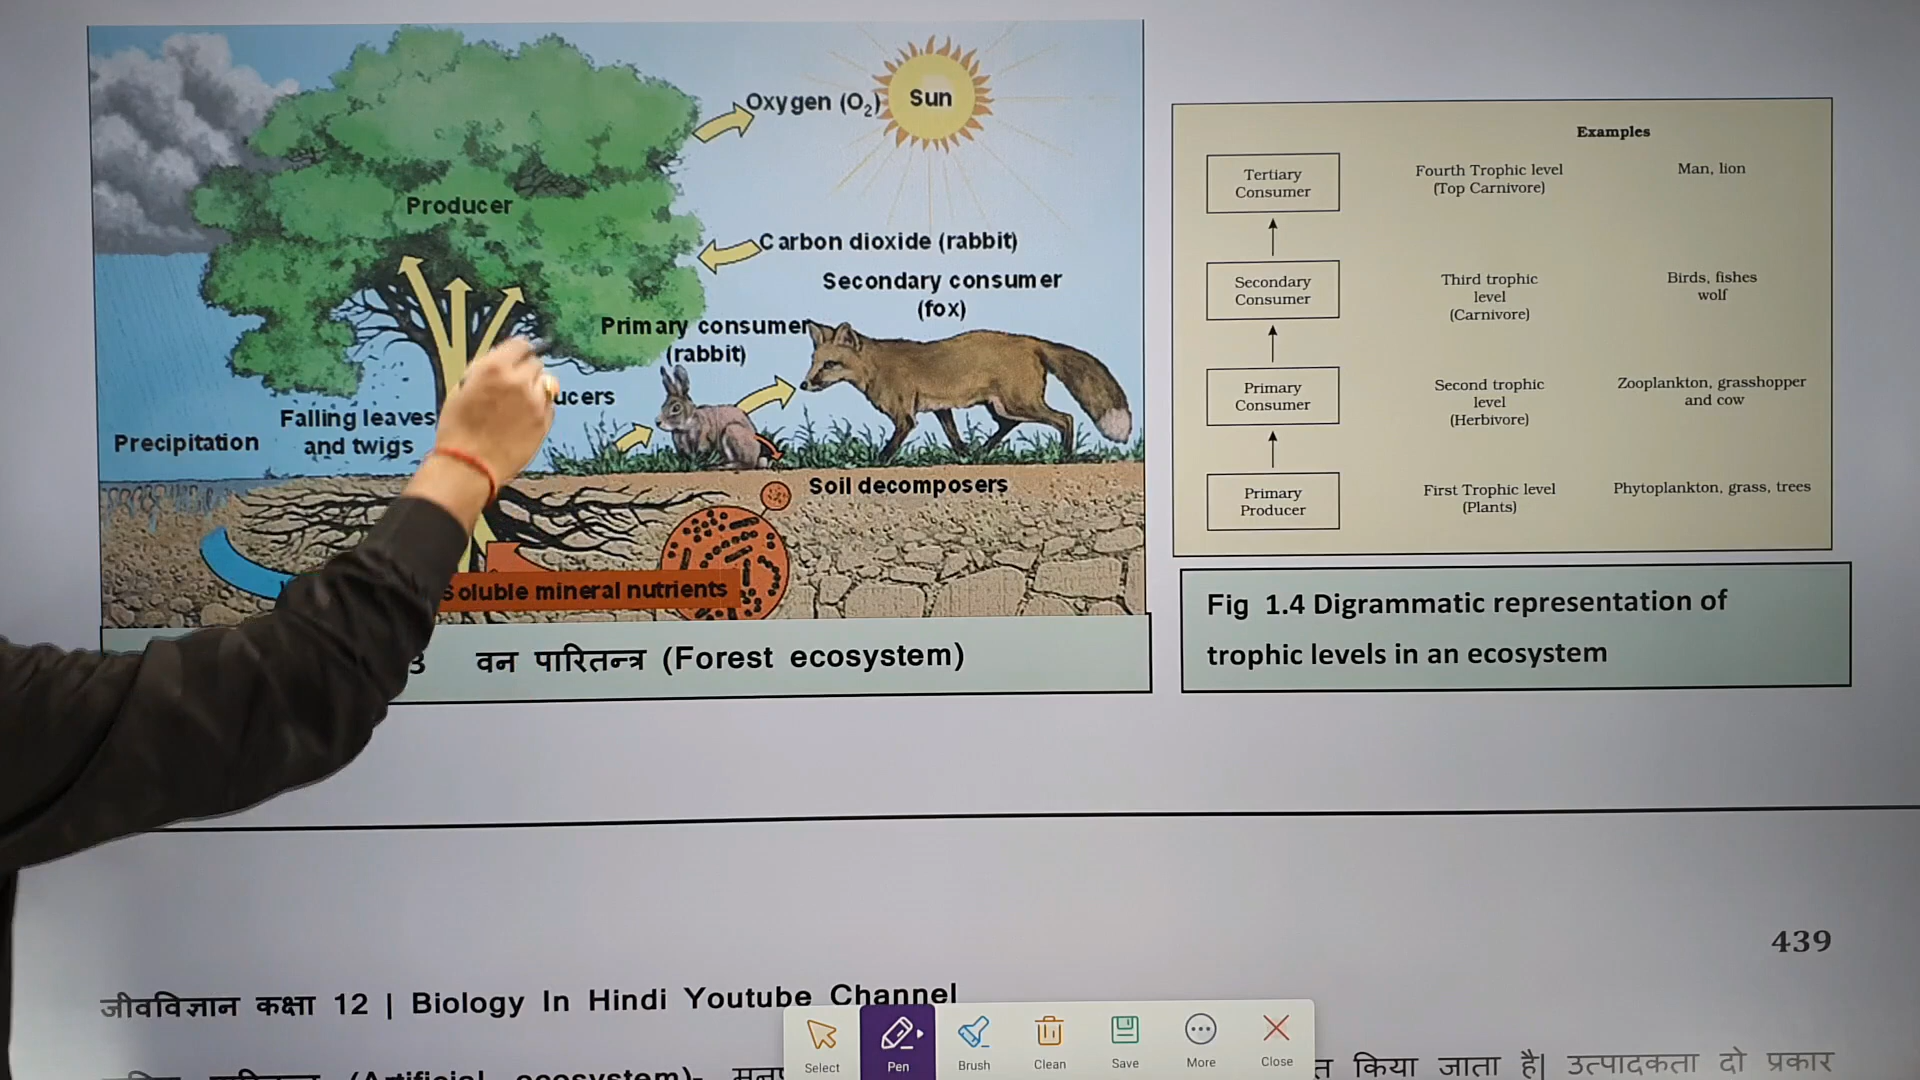 Oxygen (O2)
Sun
Producer
Carbon dioxide (rabbit)
Secondary consumer
(fox)
Primary consumer
(rabbit)
Falling leaves
and twigs
Precipitation
Soil decomposers
Soluble mineral nutrients
वन पारितन्त्र (Forest ecosystem)
Examples
Tertiary
Consumer
Fourth Trophic level
(Top Carnivore)
Man, lion
Secondary
Consumer
Third trophic
level
(Carnivore)
Birds, fishes
wolf
Primary
Consumer
Second trophic
level
(Herbivore)
Zooplankton, grasshopper
and cow
Primary
Producer
First Trophic level
(Plants)
Phytoplankton, grass, trees
Fig 1.4 Digrammatic representation of
trophic levels in an ecosystem
439
जीवविज्ञान कक्षा 12 | Biology In Hindi Youtube Channel
(Artificial ecosystem)- किया जाता है| उत्पादकता दो प्रकार
Select
Pen
Brush
Clean
Save
More
Close